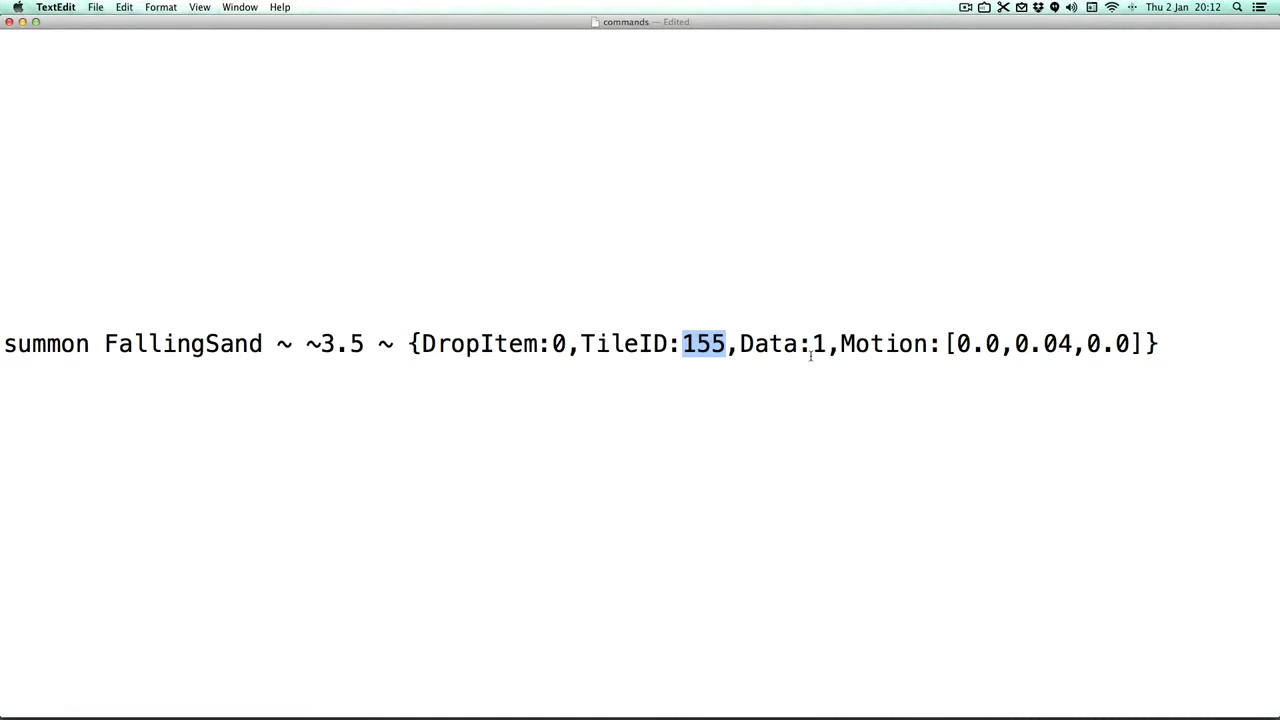 TextEdit File Edit Format View Window Help Thu 2 Jan 20:12
commands — Edited
summon FallingSand ~ ~3.5 ~ {DropItem:0,TileID:155,Data:1,Motion:[0.0,0.04,0.0]}